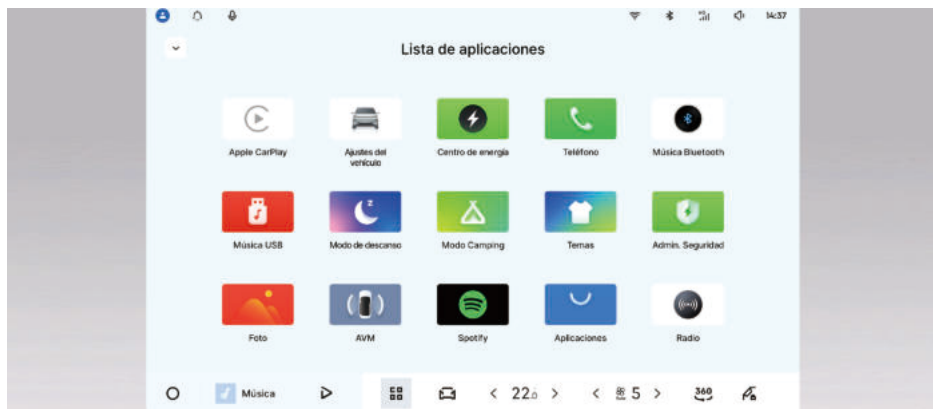 14:37
Lista de aplicaciones
Apple CarPlay
Ajustes del
vehículo
Centro de energía
Teléfono
Música Bluetooth
Música USB
Modo de descanso
Modo Camping
Temas
Admin. Seguridad
Foto
AVM
Spotify
Aplicaciones
Radio
Música
22.0
5
360